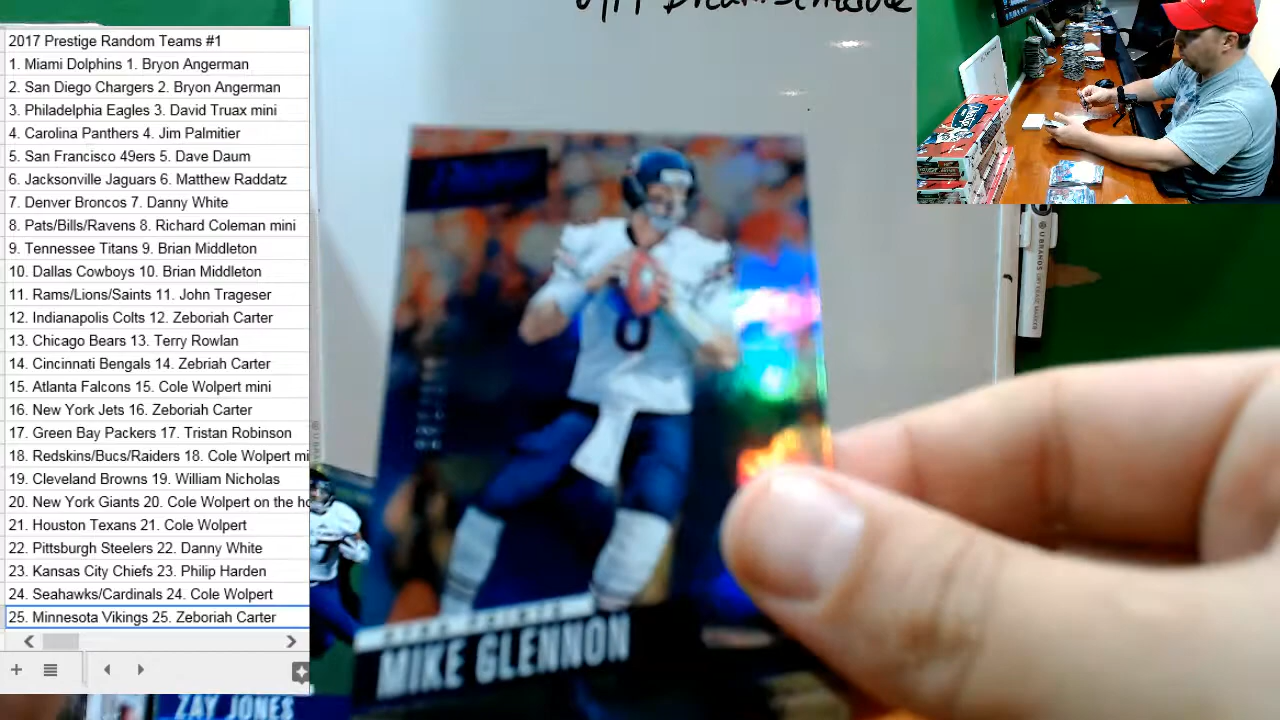 2017 Prestige Random Teams #1
1. Miami Dolphins 1. Bryon Angerman
2. San Diego Chargers 2. Bryon Angerman
3. Philadelphia Eagles 3. David Truax mini
4. Carolina Panthers 4. Jim Palmitier
5. San Francisco 49ers 5. Dave Daum
6. Jacksonville Jaguars 6. Matthew Raddatz
7. Denver Broncos 7. Danny White
8. Pats/Bills/Ravens 8. Richard Coleman mini
9. Tennessee Titans 9. Brian Middleton
10. Dallas Cowboys 10. Brian Middleton
11. Rams/Lions/Saints 11. John Trageser
12. Indianapolis Colts 12. Zeboriah Carter
13. Chicago Bears 13. Terry Rowlan
14. Cincinnati Bengals 14. Zebriah Carter
15. Atlanta Falcons 15. Cole Wolpert mini
16. New York Jets 16. Zeboriah Carter
17. Green Bay Packers 17. Tristan Robinson
18. Redskins/Bucs/Raiders 18. Cole Wolpert mi
19. Cleveland Browns 19. William Nicholas
20. New York Giants 20. Cole Wolpert on the ho
21. Houston Texans 21. Cole Wolpert
22. Pittsburgh Steelers 22. Danny White
23. Kansas City Chiefs 23. Philip Harden
24. Seahawks/Cardinals 24. Cole Wolpert
25. Minnesota Vikings 25. Zeboriah Carter
8
MIKE GLENNON
ZAY JONES
U BRANDS